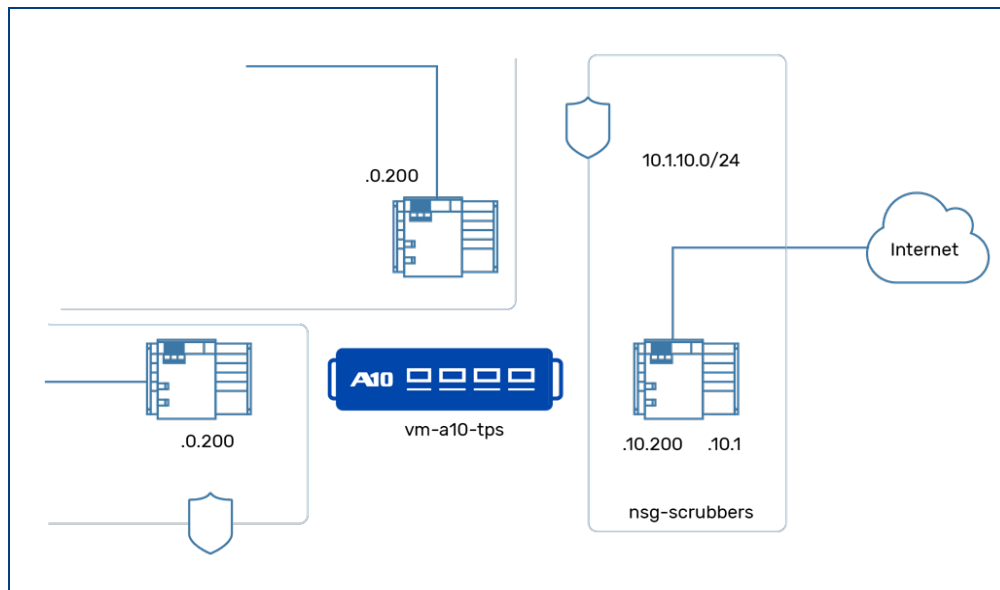 .0.200
10.1.10.0/24
Internet
A10
vm-a10-tps
.0.200
.10.200
.10.1
nsg-scrubbers